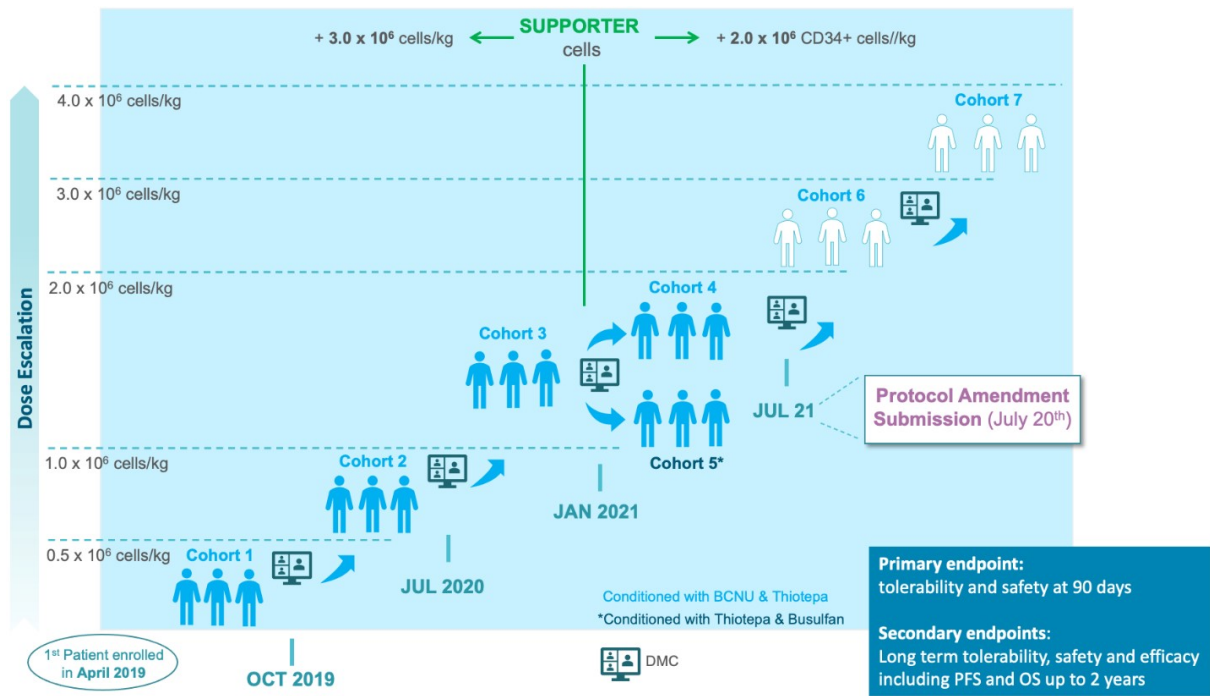 SUPPORTER
cells
+ 3.0 x 10⁶ cells/kg
+ 2.0 x 10⁶ CD34+ cells//kg
4.0 x 10⁶ cells/kg
Cohort 7
3.0 x 10⁶ cells/kg
Cohort 6
2.0 x 10⁶ cells/kg
Cohort 4
Cohort 3
Dose Escalation
JUL 21
Protocol Amendment
Submission (July 20th)
1.0 x 10⁶ cells/kg
Cohort 2
Cohort 5*
JAN 2021
0.5 x 10⁶ cells/kg
Cohort 1
JUL 2020
Conditioned with BCNU & Thiotepa
*Conditioned with Thiotepa & Busulfan
Primary endpoint:
tolerability and safety at 90 days
Secondary endpoints:
Long term tolerability, safety and efficacy
including PFS and OS up to 2 years
1st Patient enrolled
in April 2019
OCT 2019
DMC